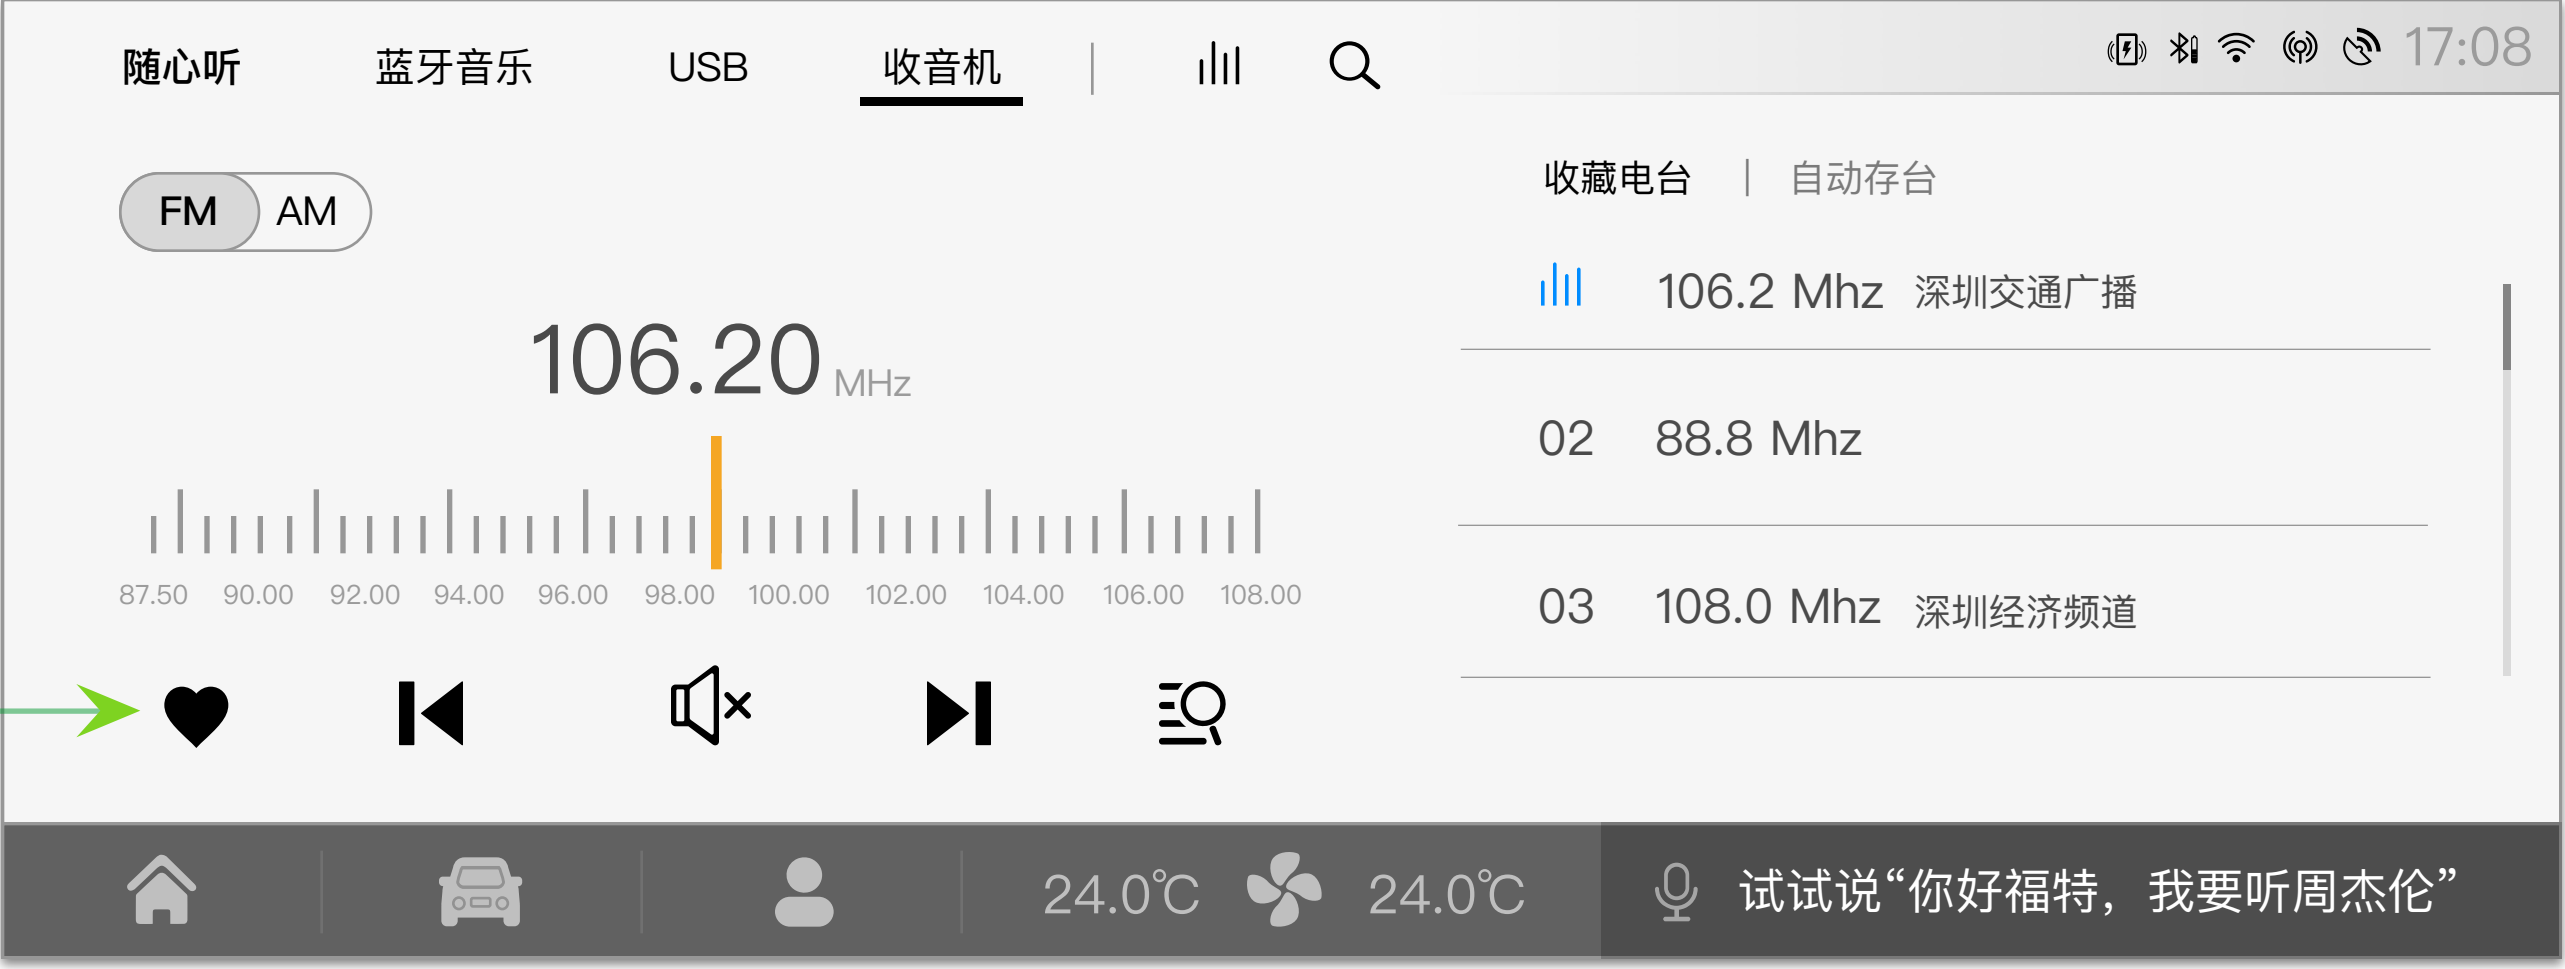 随心听 蓝牙音乐 USB 收音机
17:08
FM AM
106.20 MHz
87.50 90.00 92.00 94.00 96.00 98.00 100.00 102.00 104.00 106.00 108.00
收藏电台 | 自动存台
106.2 Mhz 深圳交通广播
02 88.8 Mhz
03 108.0 Mhz 深圳经济频道
24.0℃ 24.0℃
试试说“你好福特，我要听周杰伦”